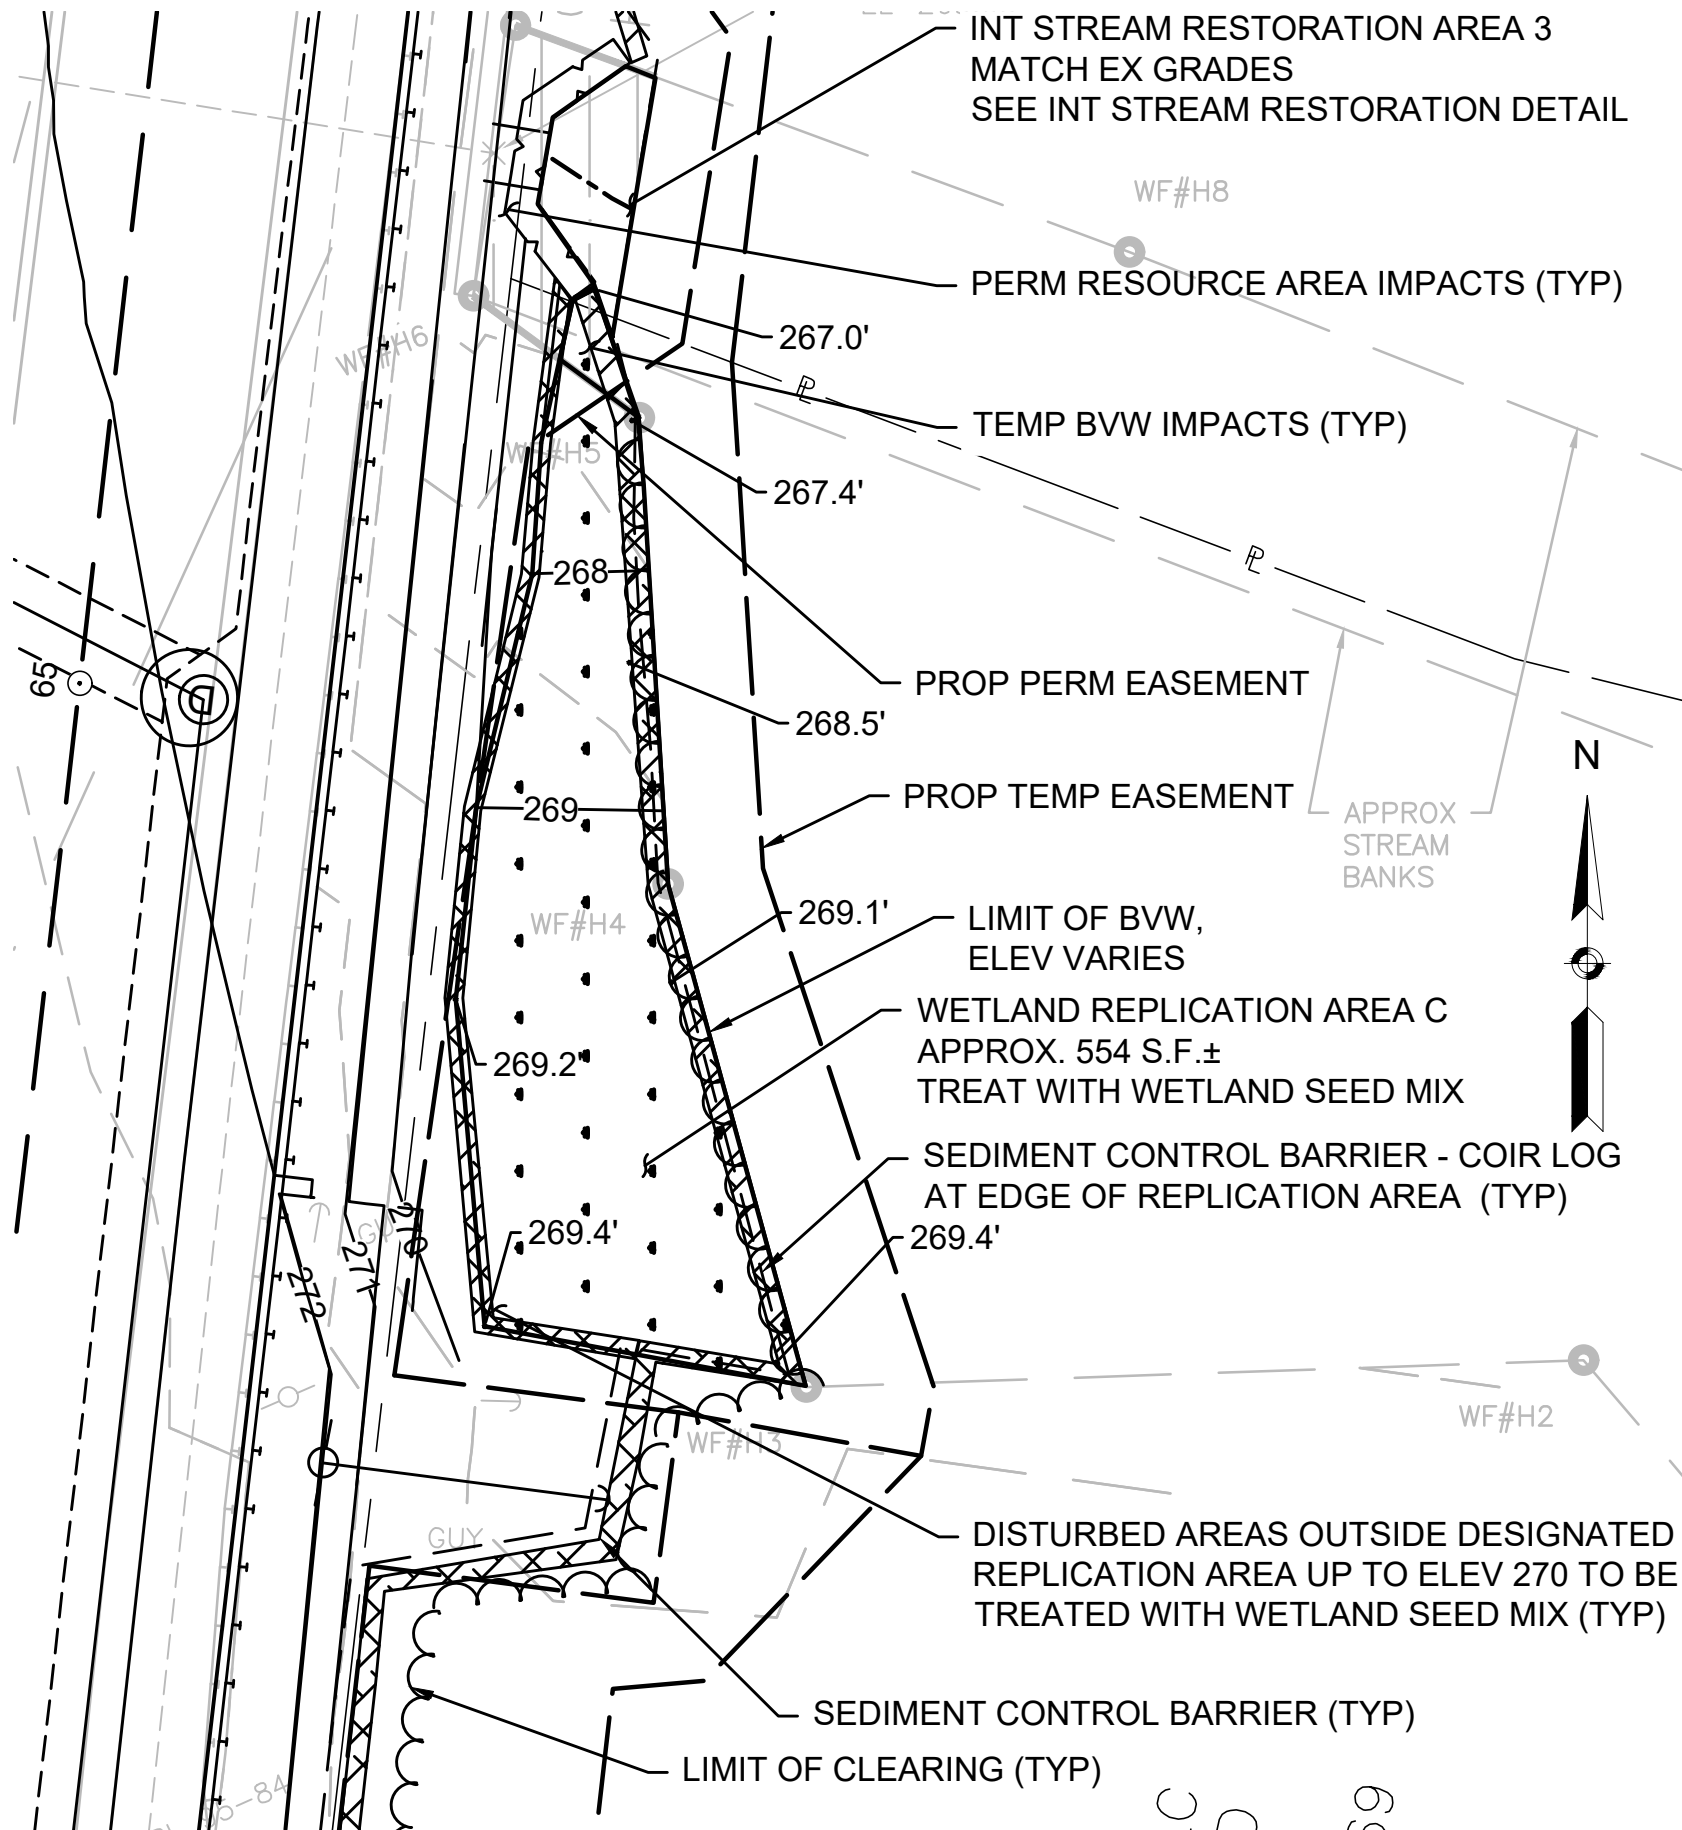 INT STREAM RESTORATION AREA 3
MATCH EX GRADES
SEE INT STREAM RESTORATION DETAIL
WF#H8
PERM RESOURCE AREA IMPACTS (TYP)
267.0'
WF#H6
TEMP BVW IMPACTS (TYP)
WF#H5
267.4'
268
65
D
PROP PERM EASEMENT
268.5'
N
PROP TEMP EASEMENT
269
APPROX
STREAM
BANKS
269.1'
WF#H4
LIMIT OF BVW,
ELEV VARIES
WETLAND REPLICATION AREA C
APPROX. 554 S.F.±
TREAT WITH WETLAND SEED MIX
269.2'
SEDIMENT CONTROL BARRIER - COIR LOG
AT EDGE OF REPLICATION AREA (TYP)
269.4'
269.4'
270
271
272
WF#H2
WF#H3
GUY
DISTURBED AREAS OUTSIDE DESIGNATED
REPLICATION AREA UP TO ELEV 270 TO BE
TREATED WITH WETLAND SEED MIX (TYP)
SEDIMENT CONTROL BARRIER (TYP)
LIMIT OF CLEARING (TYP)